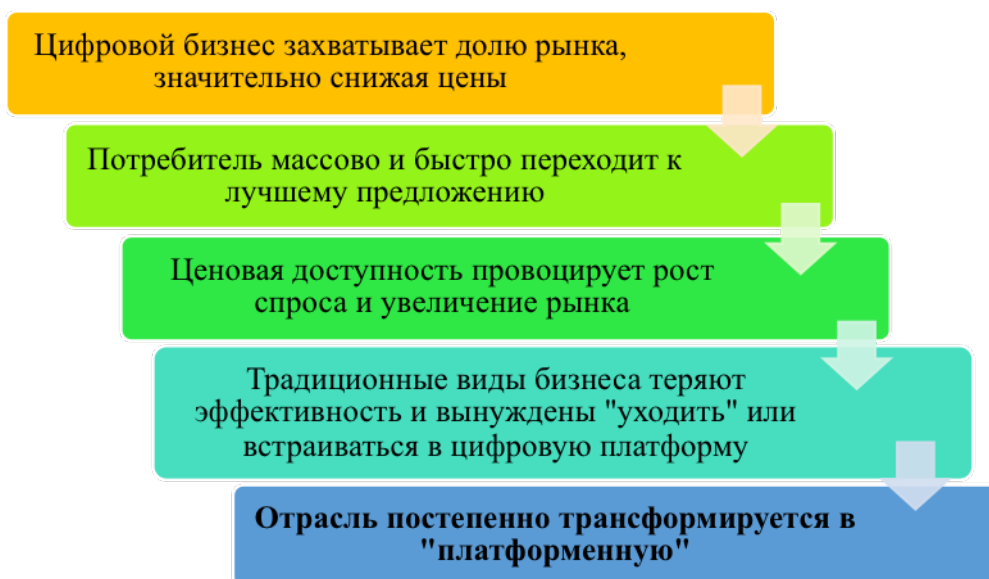 Цифровой бизнес захватывает долю рынка,
значительно снижая цены
Потребитель массово и быстро переходит к
лучшему предложению
Ценовая доступность провоцирует рост
спроса и увеличение рынка
Традиционные виды бизнеса теряют
эффективность и вынуждены "уходить" или
встраиваться в цифровую платформу
Отрасль постепенно трансформируется в
"платформенную"